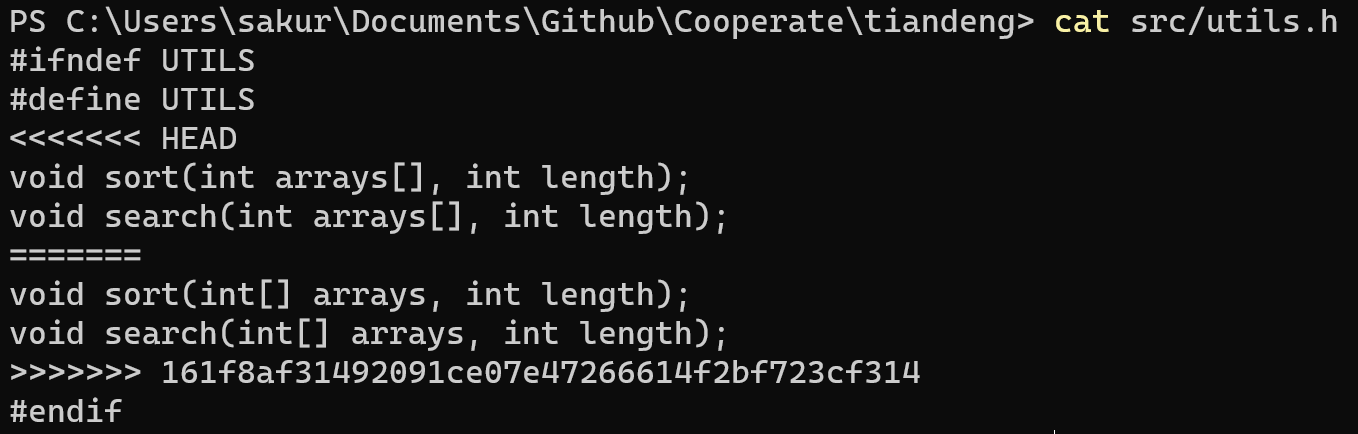 PS C:\Users\sakur\Documents\Github\Cooperate\tiandeng> cat src/utils.h
#ifndef UTILS
#define UTILS
<<<<<<< HEAD
void sort(int arrays[], int length);
void search(int arrays[], int length);
=======
void sort(int[] arrays, int length);
void search(int[] arrays, int length);
>>>>>>> 161f8af31492091ce07e47266614f2bf723cf314
#endif